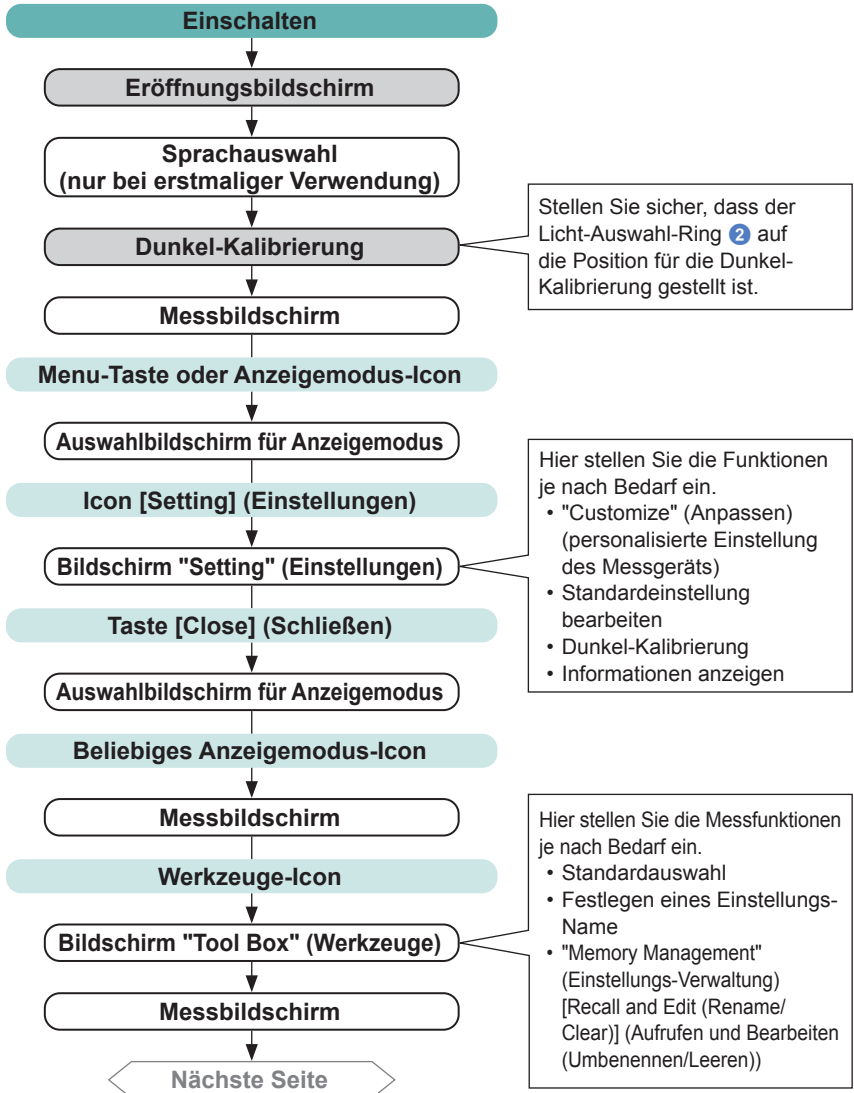 Einschalten
Eröffnungsbildschirm
Sprachauswahl
(nur bei erstmaliger Verwendung)
Dunkel-Kalibrierung
Stellen Sie sicher, dass der
Licht-Auswahl-Ring 2 auf
die Position für die Dunkel-
Kalibrierung gestellt ist.
Messbildschirm
Menu-Taste oder Anzeigemodus-Icon
Auswahlbildschirm für Anzeigemodus
Icon [Setting] (Einstellungen)
Bildschirm "Setting" (Einstellungen)
Hier stellen Sie die Funktionen
je nach Bedarf ein.
• "Customize" (Anpassen)
(personalisierte Einstellung
des Messgeräts)
• Standardeinstellung
bearbeiten
• Dunkel-Kalibrierung
• Informationen anzeigen
Taste [Close] (Schließen)
Auswahlbildschirm für Anzeigemodus
Beliebiges Anzeigemodus-Icon
Messbildschirm
Werkzeuge-Icon
Bildschirm "Tool Box" (Werkzeuge)
Hier stellen Sie die Messfunktionen
je nach Bedarf ein.
• Standardauswahl
• Festlegen eines Einstellungs-
Name
• "Memory Management"
(Einstellungs-Verwaltung)
[Recall and Edit (Rename/
Clear)] (Aufrufen und Bearbeiten
(Umbenennen/Leeren))
Messbildschirm
Nächste Seite